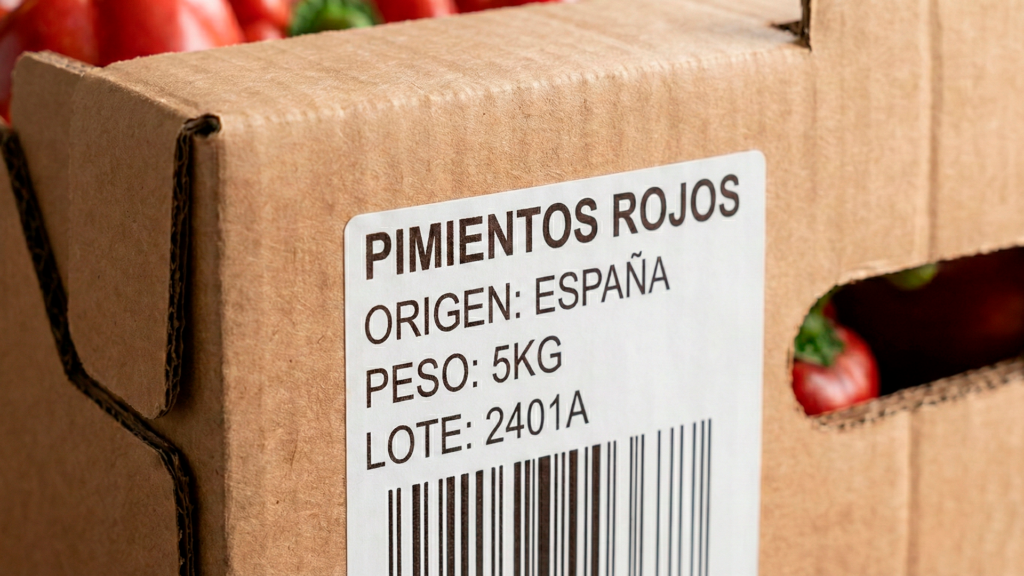 PIMIENTOS ROJOS
ORIGEN: ESPAÑA
PESO: 5KG
LOTE: 2401A